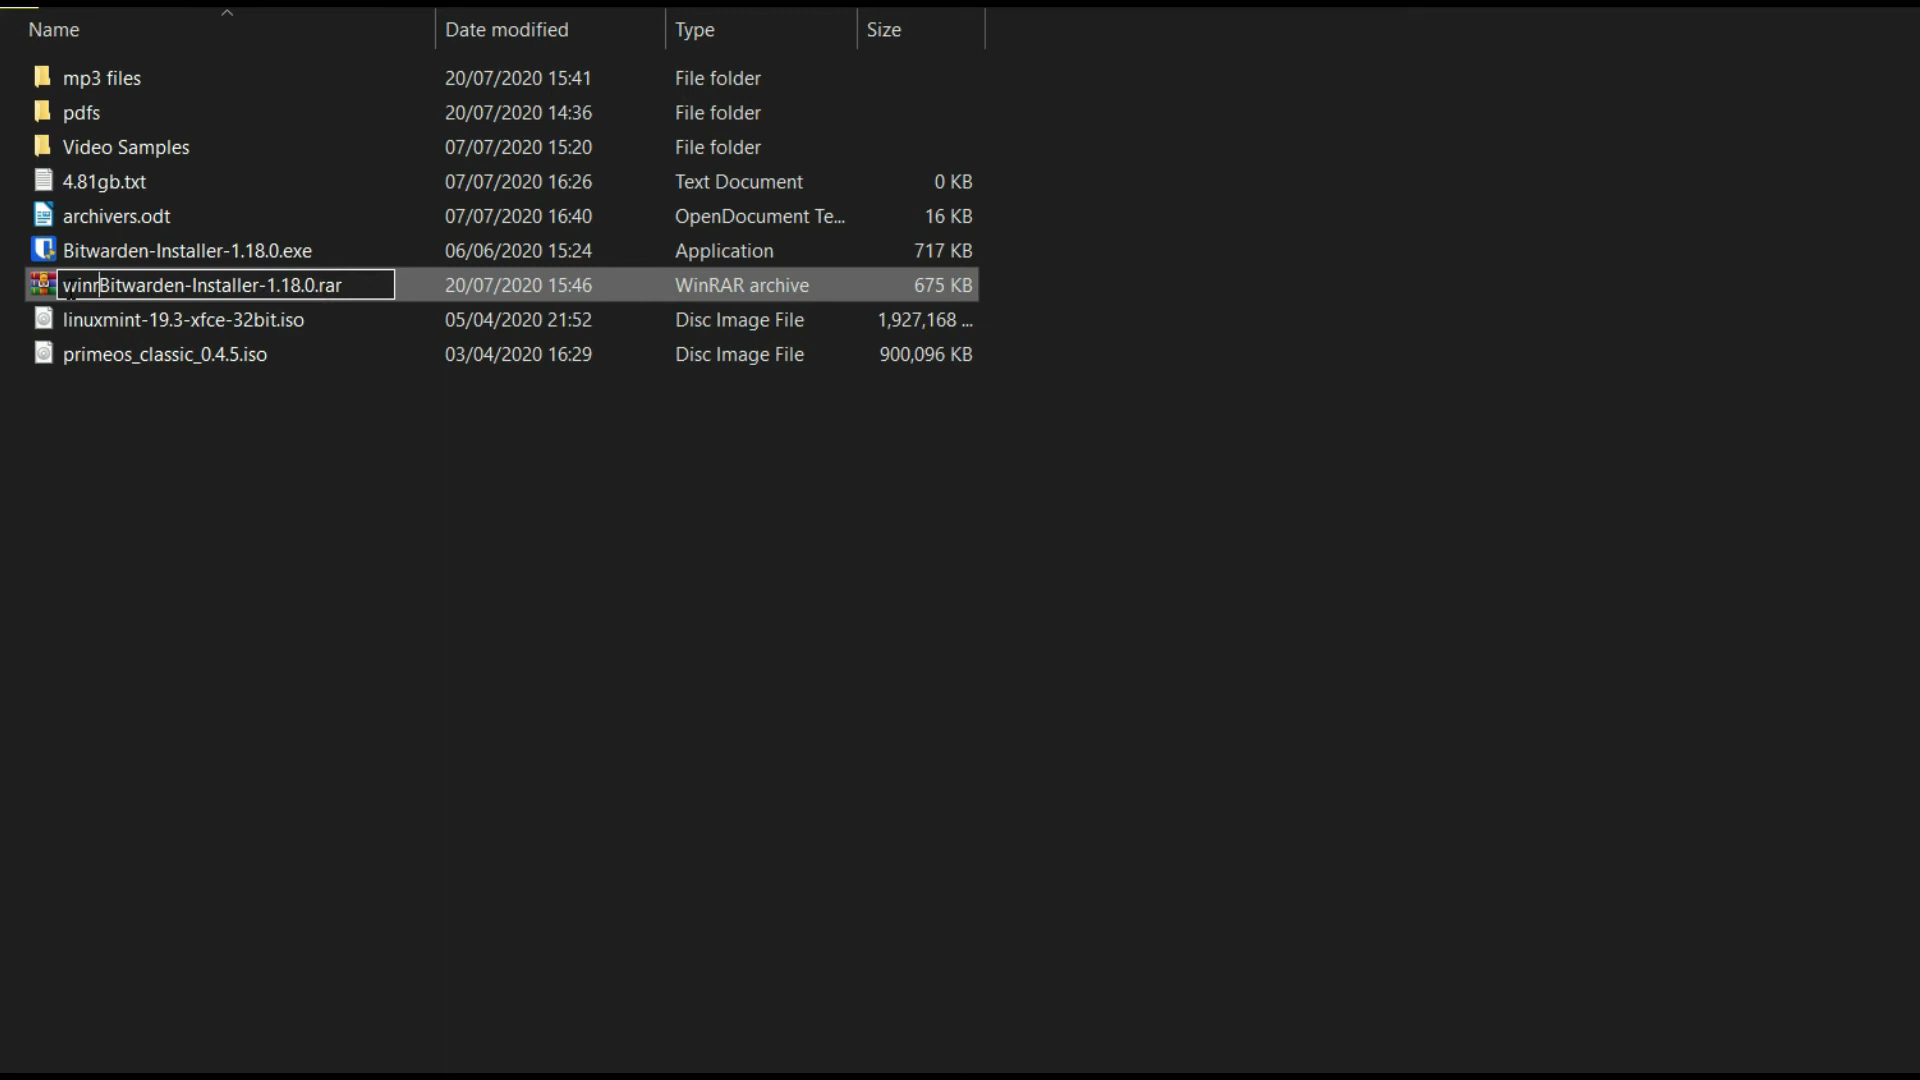 Name Date modified Type Size
mp3 files 20/07/2020 15:41 File folder
pdfs 20/07/2020 14:36 File folder
Video Samples 07/07/2020 15:20 File folder
4.81gb.txt 07/07/2020 16:26 Text Document 0 KB
archivers.odt 07/07/2020 16:40 OpenDocument Te... 16 KB
Bitwarden-Installer-1.18.0.exe 06/06/2020 15:24 Application 717 KB
winrBitwarden-Installer-1.18.0.rar 20/07/2020 15:46 WinRAR archive 675 KB
linuxmint-19.3-xfce-32bit.iso 05/04/2020 21:52 Disc Image File 1,927,168 ...
primeos_classic_0.4.5.iso 03/04/2020 16:29 Disc Image File 900,096 KB